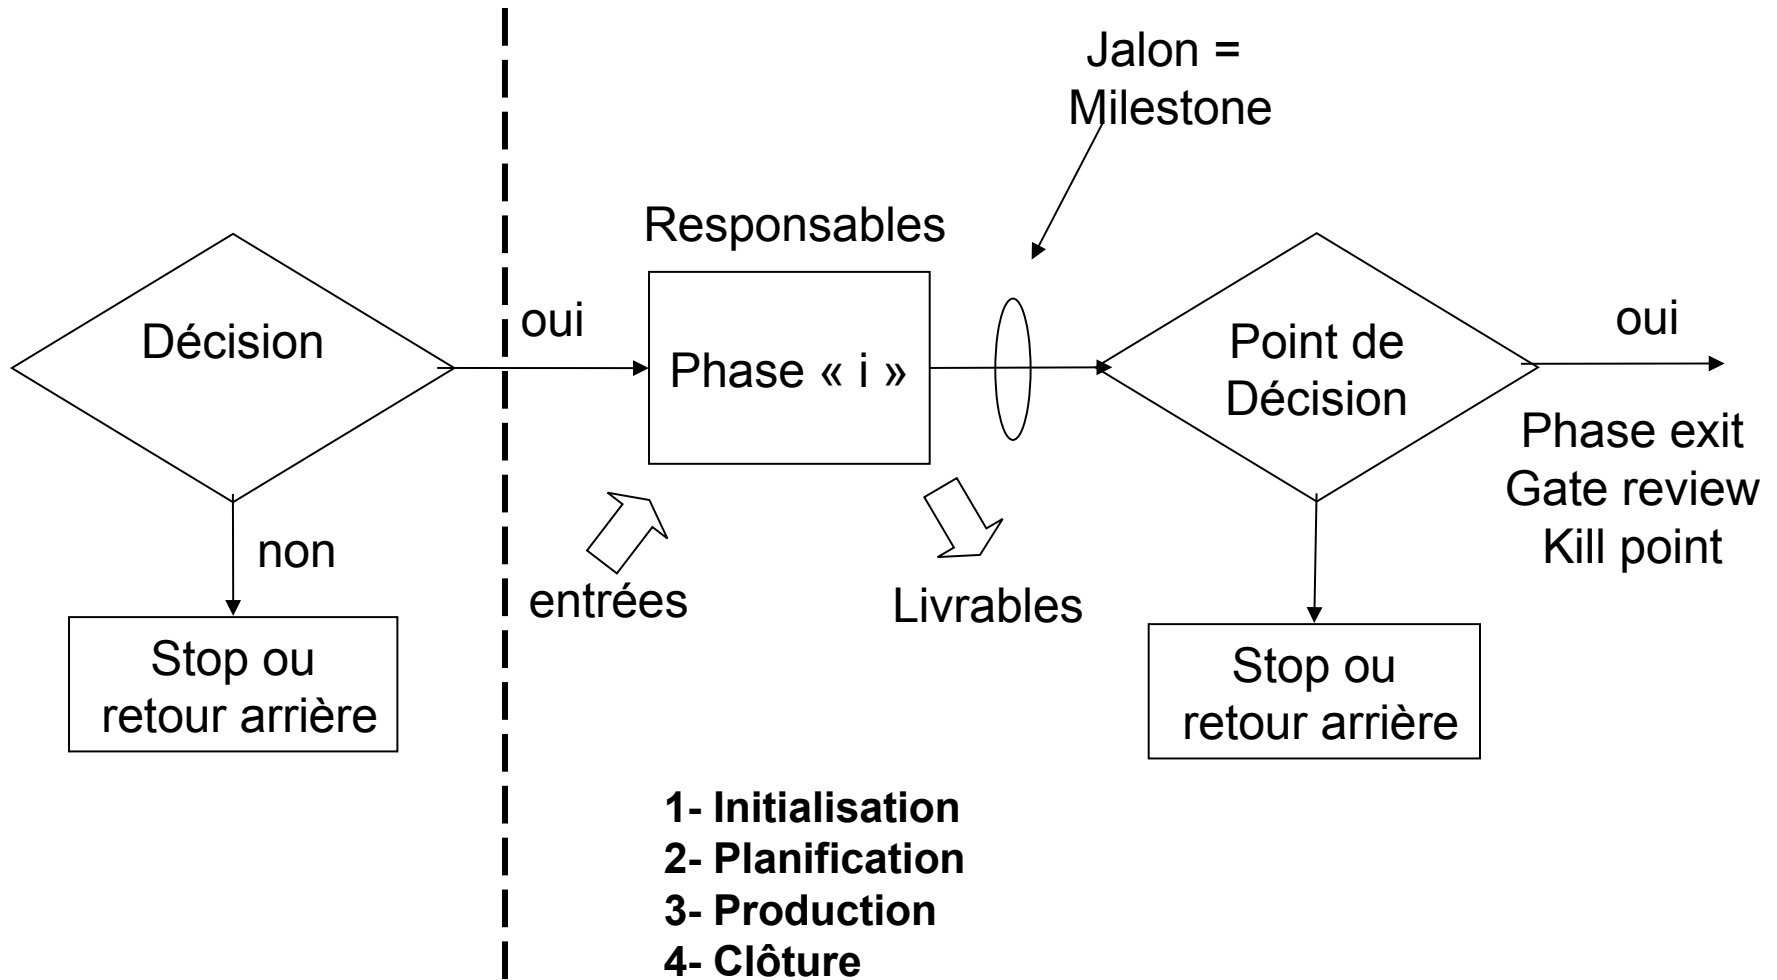 Jalon =
Milestone
Responsables
Décision
oui
Phase « i »
Point de
Décision
oui
Phase exit
Gate review
Kill point
non
entrées
Livrables
Stop ou
retour arrière
Stop ou
retour arrière
1- Initialisation
2- Planification
3- Production
4- Clôture